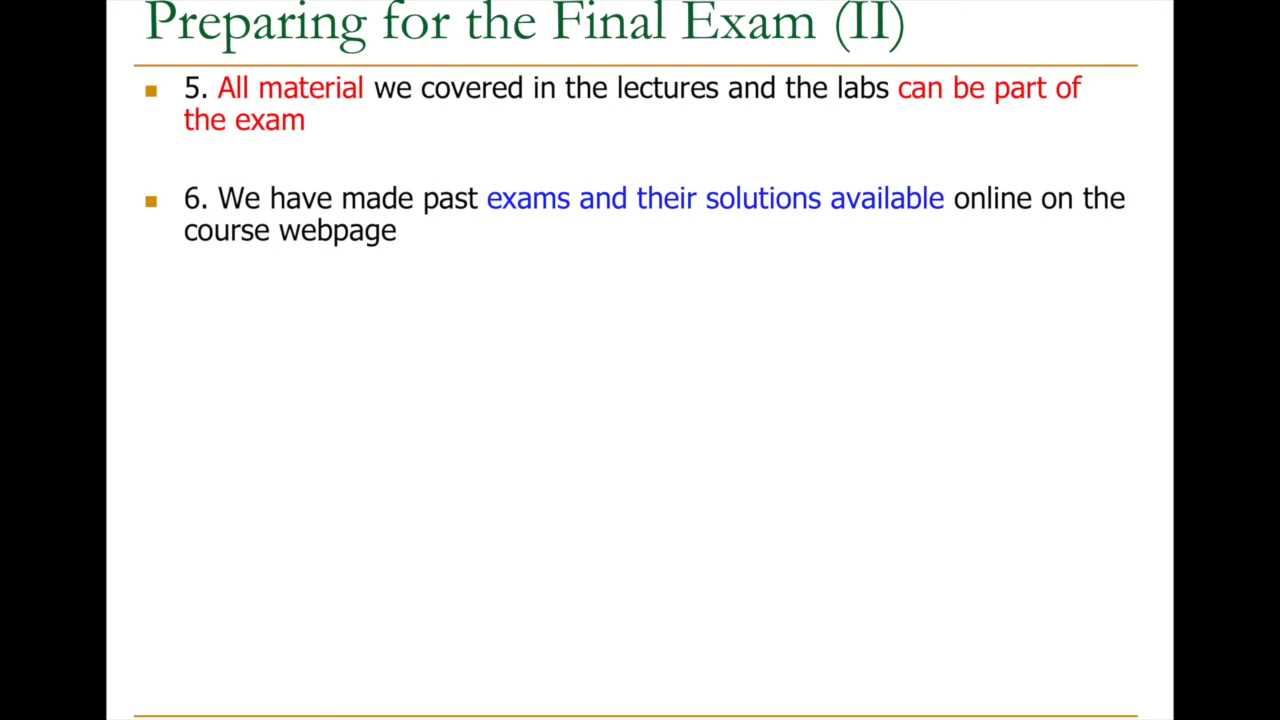 Preparing for the Final Exam (II)
5. All material we covered in the lectures and the labs can be part of
the exam
6. We have made past exams and their solutions available online on the
course webpage